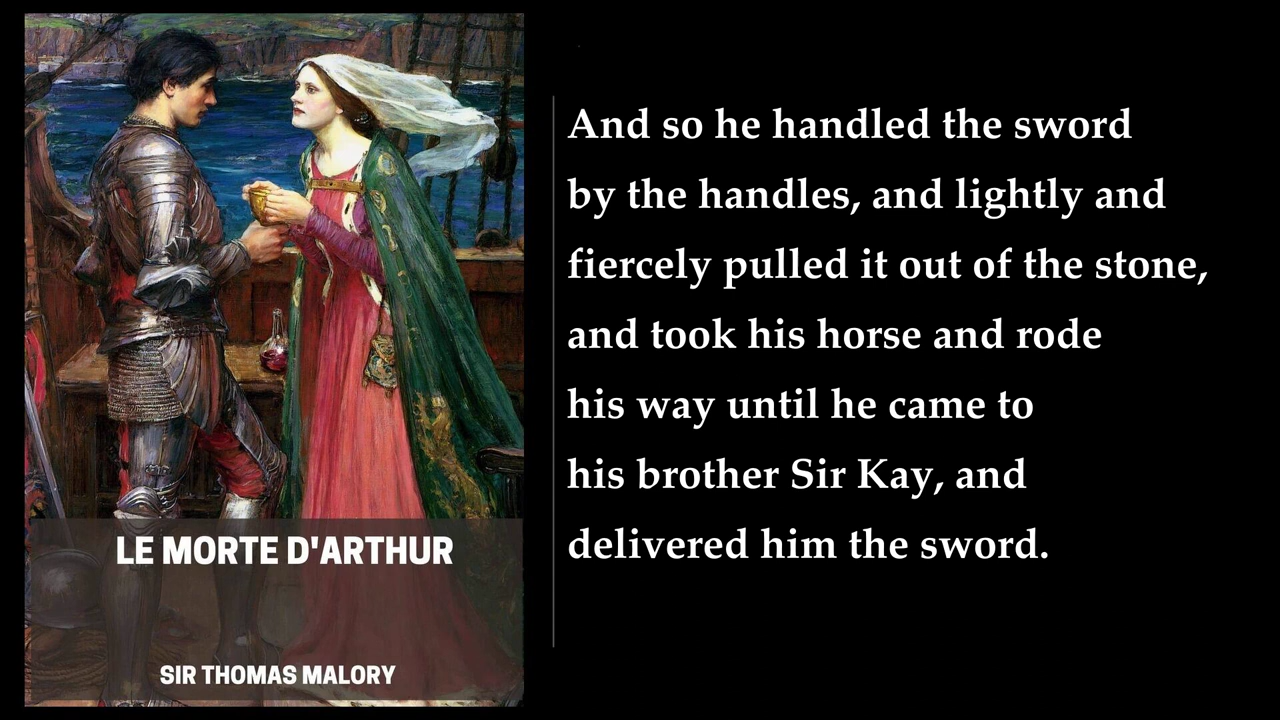 LE MORTE D'ARTHUR
SIR THOMAS MALORY
And so he handled the sword
by the handles, and lightly and
fiercely pulled it out of the stone,
and took his horse and rode
his way until he came to
his brother Sir Kay, and
delivered him the sword.